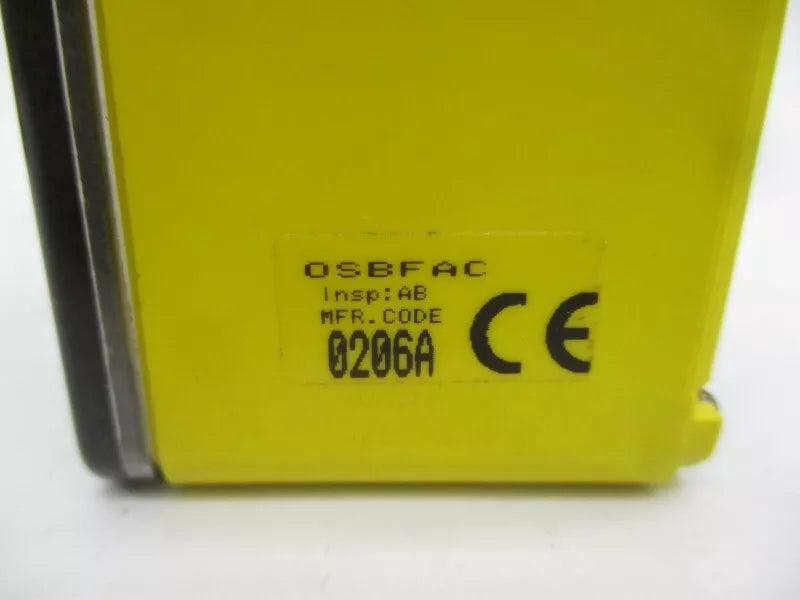 OSBFAC
Insp:AB
MFR.CODE
0206A CE